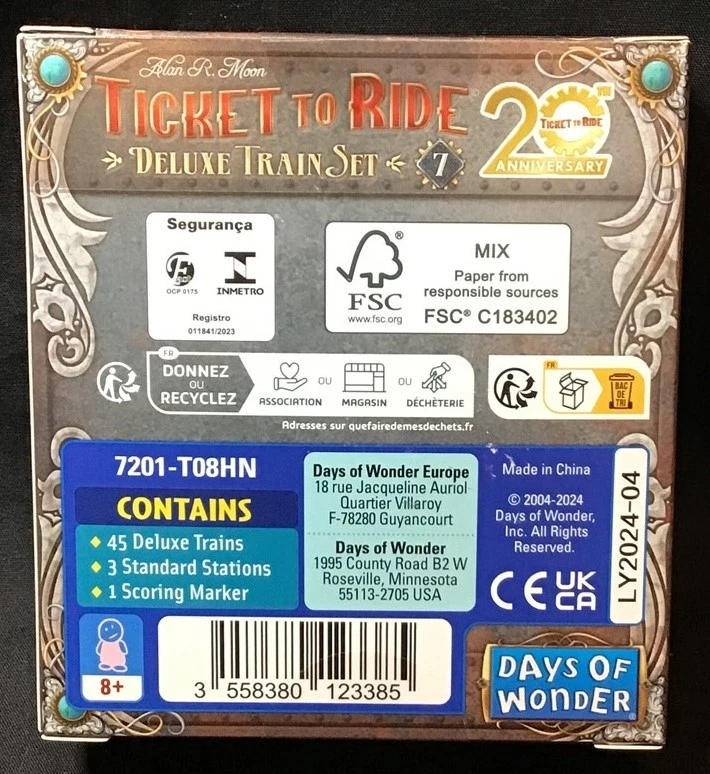 Alan R. Moon
TICKET TO RIDE
DELUXE TRAIN SET
7
20TH
TICKET TO RIDE
ANNIVERSARY
Segurança
OCP 0175
INMETRO
Registro
011841/2023
FSC
www.fsc.org
MIX
Paper from
responsible sources
FSC® C183402
FR
DONNEZ
OU
RECYCLEZ
ASSOCIATION
OU
MAGASIN
OU
DÉCHÈTERIE
FR
BAC
DE
TRI
Adresses sur quefairedemesdechets.fr
7201-T08HN
CONTAINS
45 Deluxe Trains
3 Standard Stations
1 Scoring Marker
Days of Wonder Europe
18 rue Jacqueline Auriol
Quartier Villaroy
F-78280 Guyancourt
Days of Wonder
1995 County Road B2 W
Roseville, Minnesota
55113-2705 USA
Made in China
© 2004-2024
Days of Wonder,
Inc. All Rights
Reserved.
CE
UK
CA
LY2024-04
8+
3 558380 123385
DAYS OF
WONDER